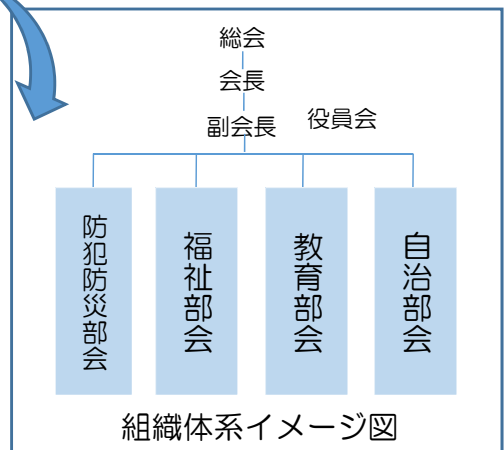 総会
会長
副会長
役員会
防犯防災部会
福祉部会
教育部会
自治部会
組織体系イメージ図